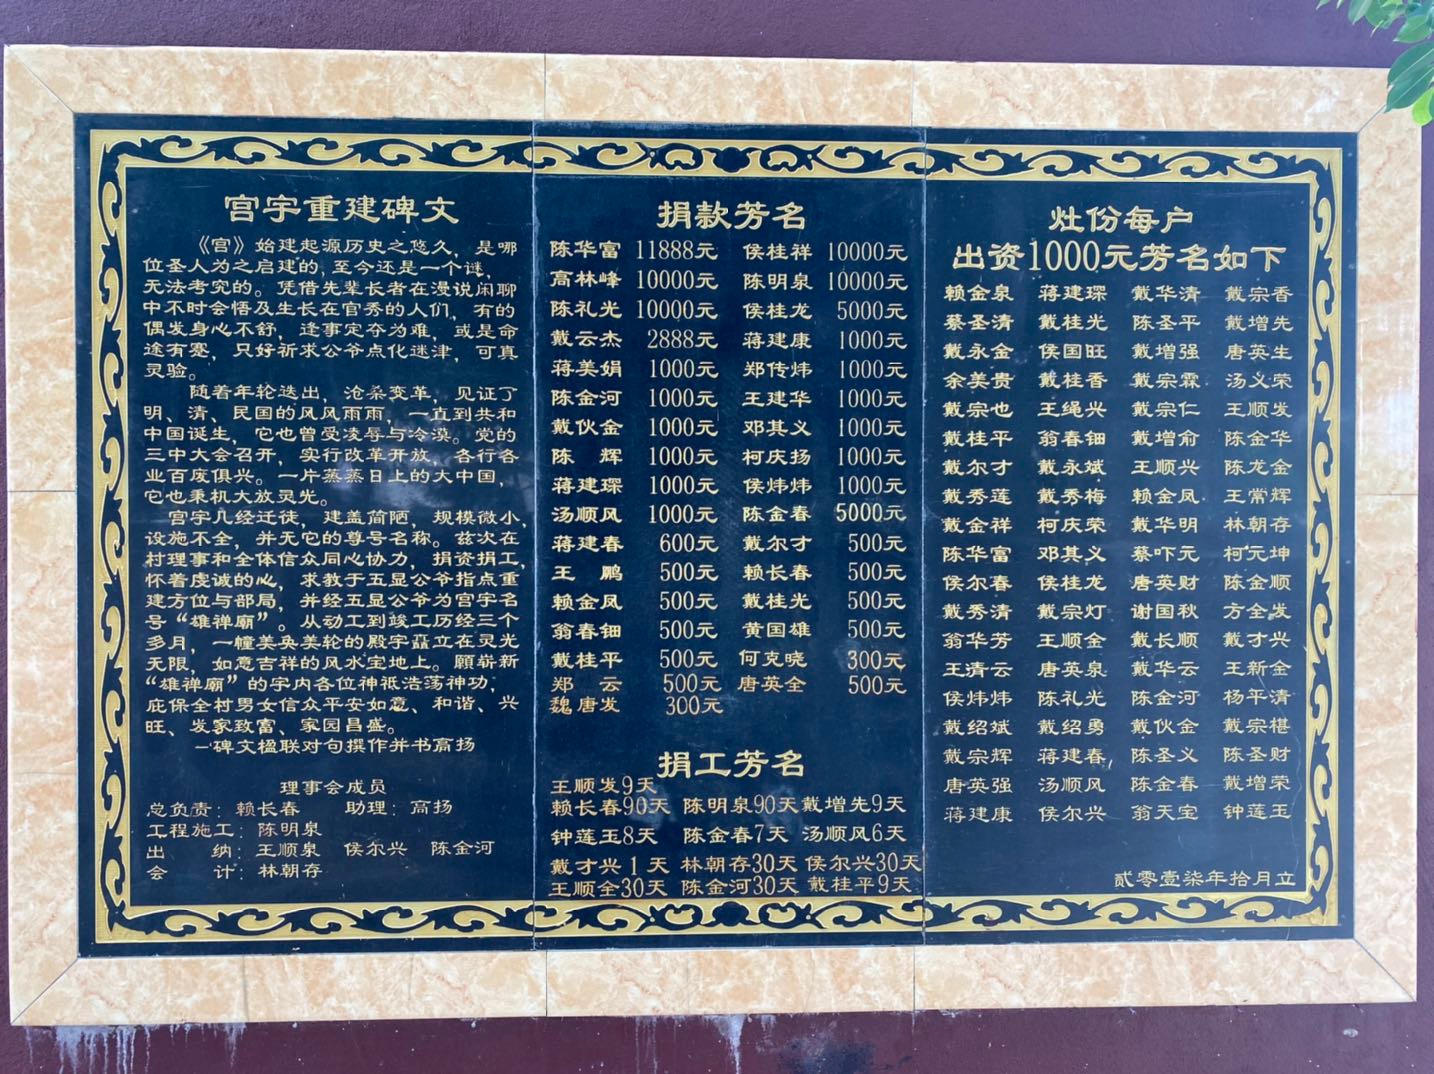 宫宇重建碑文
《宫》始建起源历史之悠久，是哪
位圣人为之启建的，至今还是一个谜，
无法考究的。凭借先辈长者在漫说闲聊
中不时会悟及生长在官秀的人们，有的
偶发身心不舒，逢事定夺为难，或是命
途有蹇，只好祈求公爷点化迷津，可真
灵验。
随着年轮迭出，沧桑变革，见证了
明、清、民国的风风雨雨，一直到共和
中国诞生，它也曾受凌辱与冷漠。党的
三中大会召开，实行改革开放，各行各
业百废俱兴。一片蒸蒸日上的大中国，
它也秉机大放灵光。
宫宇几经迁徙，建盖简陋，规模微小，
设施不全，并无它的尊号名称。兹次在
村理事和全体信众同心协力，捐资捐工，
怀着虔诚的心，求教于五显公爷指点重
建方位与部局，并经五显公爷为宫宇名
号“雄禅廟”。从动工到竣工历经三个
多月，一幢美奂美轮的殿宇矗立在灵光
无限，如意吉祥的风水宝地上。願崭新
“雄禅廟”的宇内各位神祇浩荡神功，
庇保全村男女信众平安如意、和谐、兴
旺、发家致富、家园昌盛。
—碑文楹联对句撰作并书高扬
理事会成员
总负责：赖长春 助理：高扬
工程施工：陈明泉
出 纳：王顺泉 侯尔兴 陈金河
会 计：林朝存
捐款芳名
陈华富 11888元 侯桂祥 10000元
高林峰 10000元 陈明泉 10000元
陈礼光 10000元 侯桂龙 5000元
戴云杰 2888元 蒋建康 1000元
蒋美娟 1000元 郑传炜 1000元
陈金河 1000元 王建华 1000元
戴伙金 1000元 邓其义 1000元
陈 辉 1000元 柯庆扬 1000元
蒋建琛 1000元 侯炜炜 1000元
汤顺风 1000元 陈金春 5000元
蒋建春 600元 戴尔才 500元
王 鹏 500元 赖长春 500元
赖金凤 500元 戴桂光 500元
翁春钿 500元 黄国雄 500元
戴桂平 500元 何克晓 300元
郑 云 500元 唐英全 500元
魏唐发 300元
捐工芳名
王顺发9天
赖长春90天 陈明泉90天 戴增先9天
钟莲玉8天 陈金春7天 汤顺风6天
戴才兴1天 林朝存30天 侯尔兴30天
王顺全30天 陈金河30天 戴桂平9天
灶份每户
出资1000元芳名如下
赖金泉 蒋建琛 戴华清 戴宗香
蔡圣清 戴桂光 陈圣平 戴增先
戴永金 侯国旺 戴增强 唐英生
余美贵 戴桂香 戴宗霖 汤义荣
戴宗也 王绳兴 戴宗仁 王顺发
戴桂平 翁春钿 戴增俞 陈金华
戴尔才 戴永斌 王顺兴 陈龙金
戴秀莲 戴秀梅 赖金凤 王常辉
戴金祥 柯庆荣 戴华明 林朝存
陈华富 邓其义 蔡吓元 柯元坤
侯尔春 侯桂龙 唐英财 陈金顺
戴秀清 戴宗灯 谢国秋 方全发
翁华芳 王顺金 戴长顺 戴才兴
王清云 唐英泉 戴华云 王新金
侯炜炜 陈礼光 陈金河 杨平清
戴绍斌 戴绍勇 戴伙金 戴宗椹
戴宗辉 蒋建春 陈圣义 陈圣财
唐英强 汤顺风 陈金春 戴增荣
蒋建康 侯尔兴 翁天宝 钟莲玉
贰零壹柒年拾月立